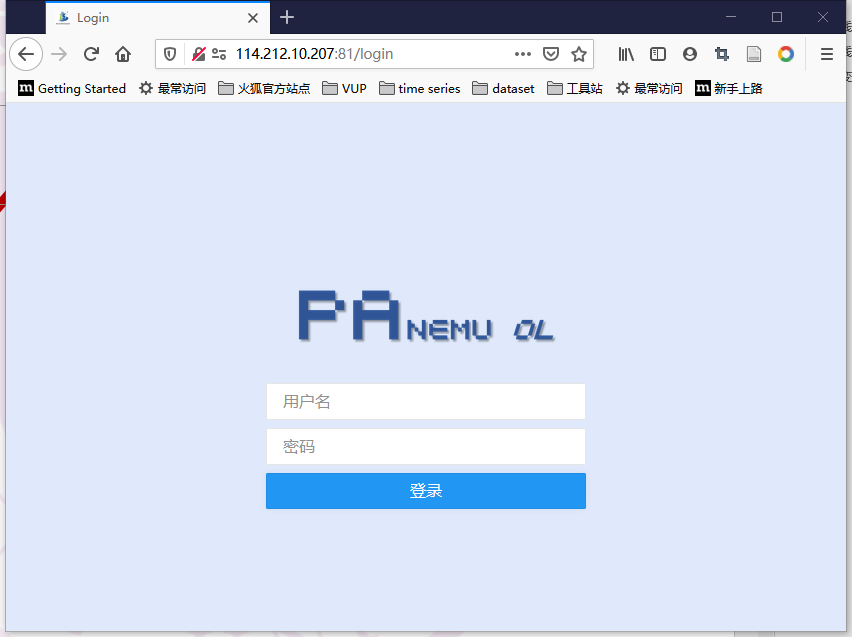 Login
114.212.10.207:81/login
Getting Started 最常访问 火狐官方站点 VUP time series dataset 工具站 最常访问 新手上路
PANEMU OL
用户名
密码
登录